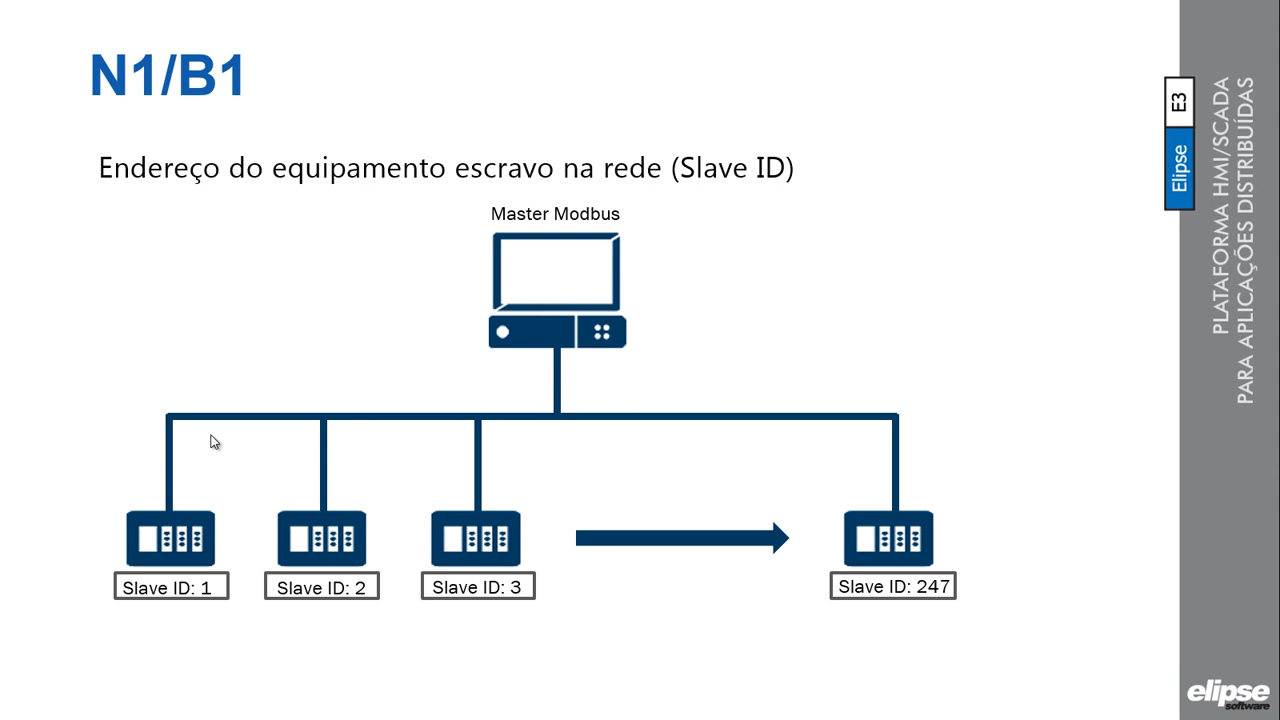 N1/B1
Endereço do equipamento escravo na rede (Slave ID)
Master Modbus
Slave ID: 1
Slave ID: 2
Slave ID: 3
Slave ID: 247
Elipse E3
PLATAFORMA HMI/SCADA
PARA APLICAÇÕES DISTRIBUÍDAS
elipse
software